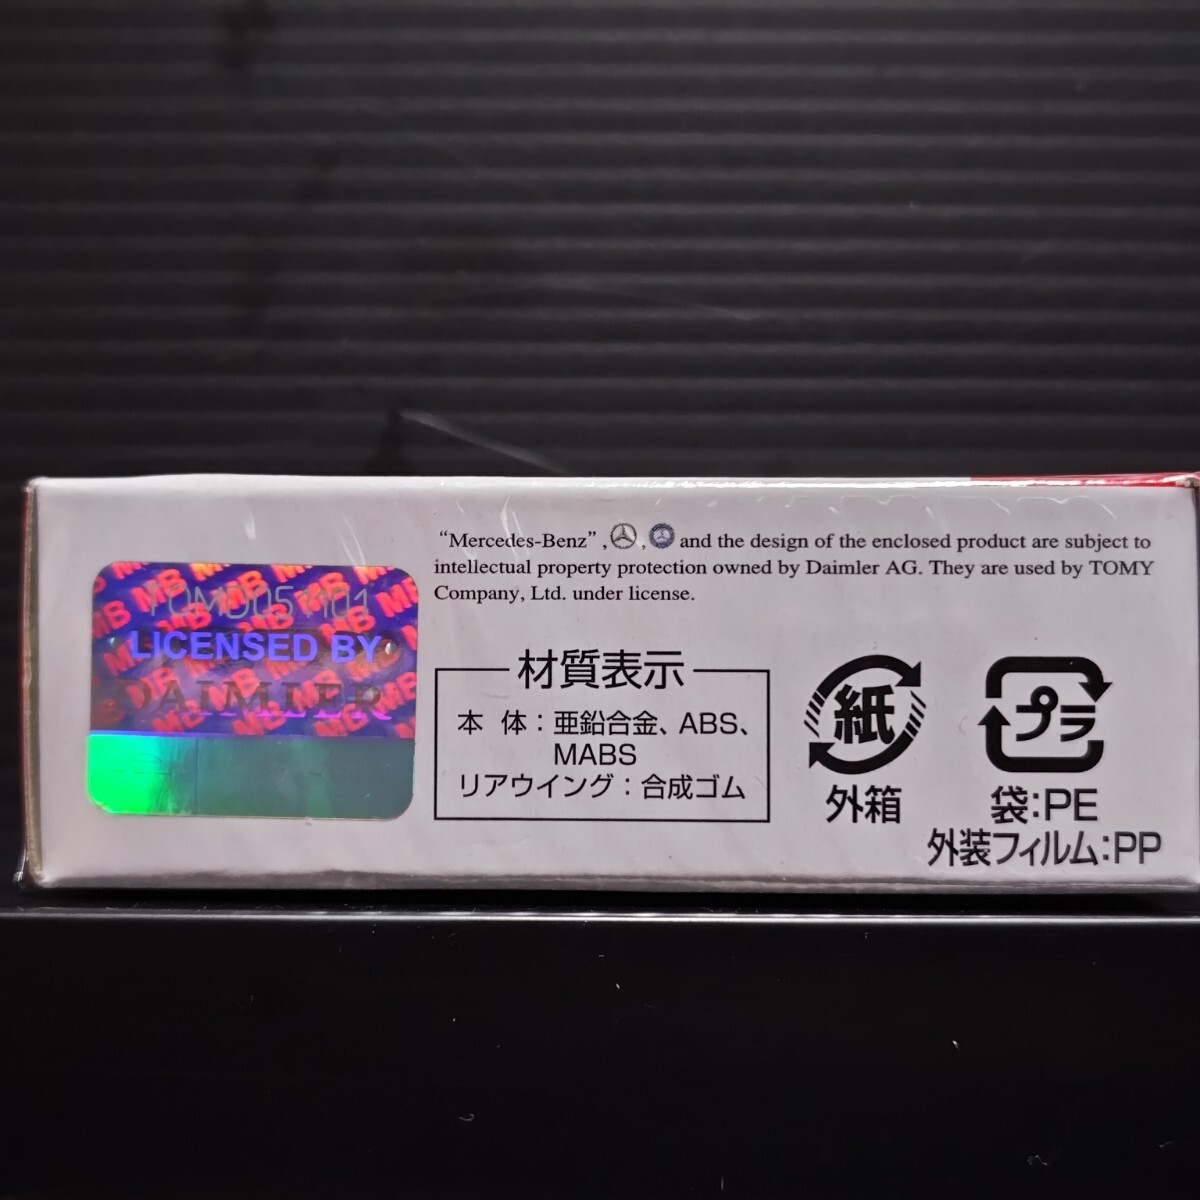 "Mercedes-Benz", , and the design of the enclosed product are subject to
intellectual property protection owned by Daimler AG. They are used by TOMY
Company, Ltd. under license.
MB
LICENSED BY
DAIMLER
材質表示
本 体：亜鉛合金、ABS、
MABS
リアウイング：合成ゴム
紙
外箱
プラ
袋：PE
外装フィルム：PP